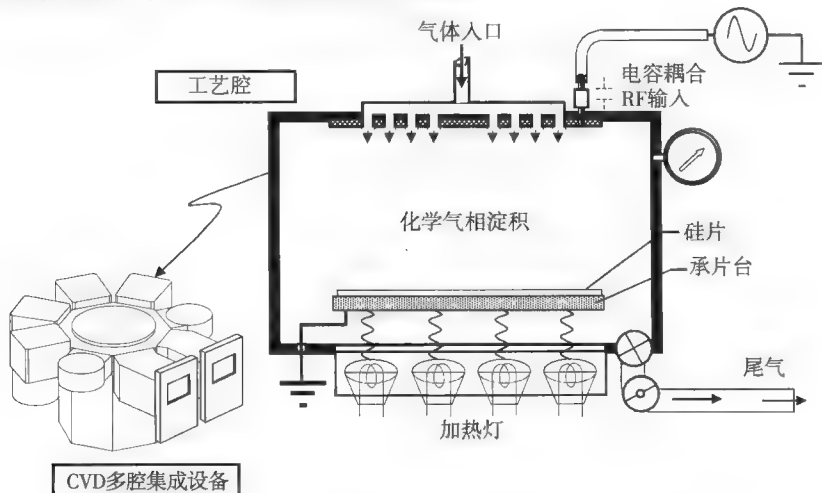 气体入口
工艺腔
电容耦合
RF输入
化学气相淀积
硅片
承片台
尾气
加热灯
CVD多腔集成设备